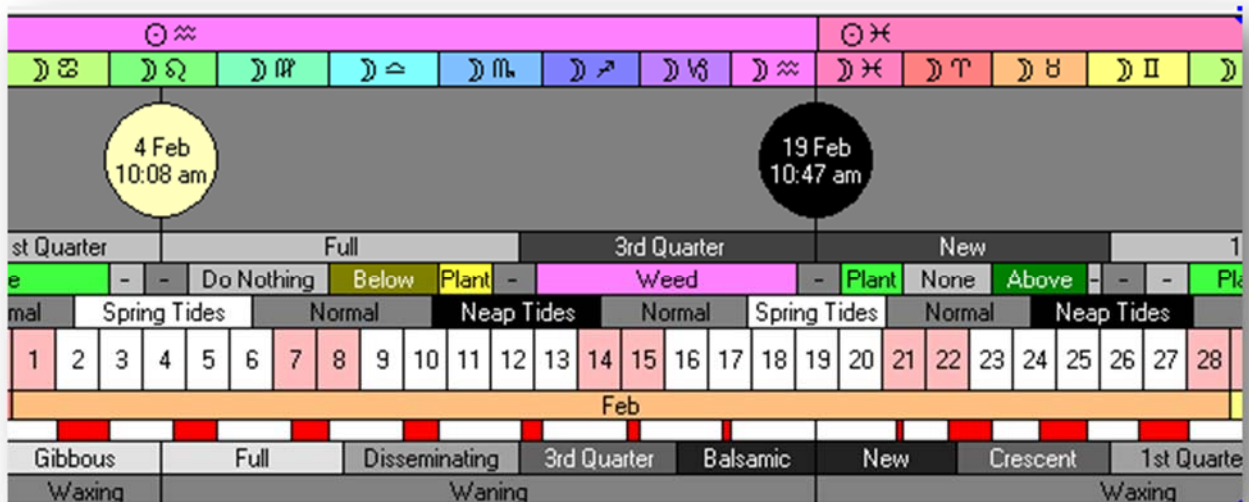 ☉♒ ☉♓
☽♋ ☽♌ ☽♍ ☽♎ ☽♏ ☽♐ ☽♑ ☽♒ ☽♓ ☽♈ ☽♉ ☽♊ ☽
4 Feb
10:08 am
19 Feb
10:47 am
st Quarter Full 3rd Quarter New 1
e - - Do Nothing Below Plant - Weed - Plant None Above - - - Pla
mal Spring Tides Normal Neap Tides Normal Spring Tides Normal Neap Tides
1 2 3 4 5 6 7 8 9 10 11 12 13 14 15 16 17 18 19 20 21 22 23 24 25 26 27 28
Feb
Gibbous Full Disseminating 3rd Quarter Balsamic New Crescent 1st Quarte
Waxing Waning Waxing